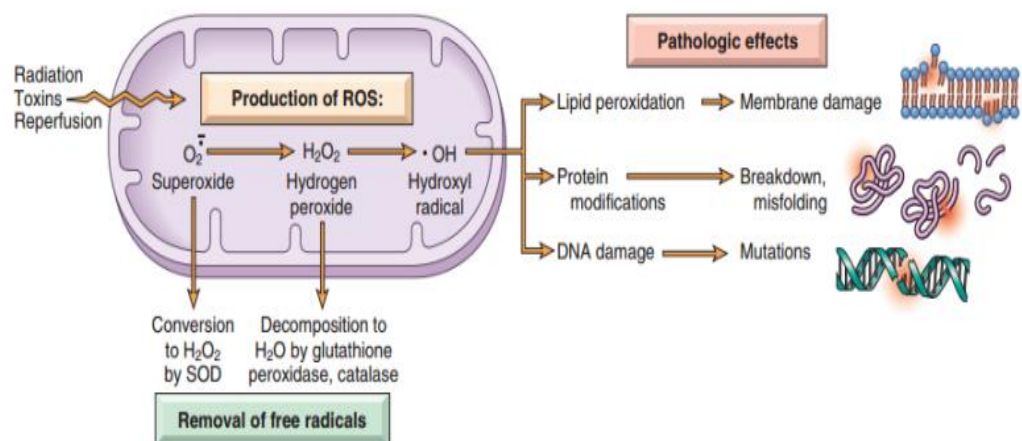 Pathologic effects
Radiation
Toxins
Reperfusion
Production of ROS:
O₂•̄
Superoxide
H₂O₂
Hydrogen
peroxide
· OH
Hydroxyl
radical
Lipid peroxidation
Membrane damage
Protein
modifications
Breakdown,
misfolding
DNA damage
Mutations
Conversion
to H₂O₂
by SOD
Decomposition to
H₂O by glutathione
peroxidase, catalase
Removal of free radicals